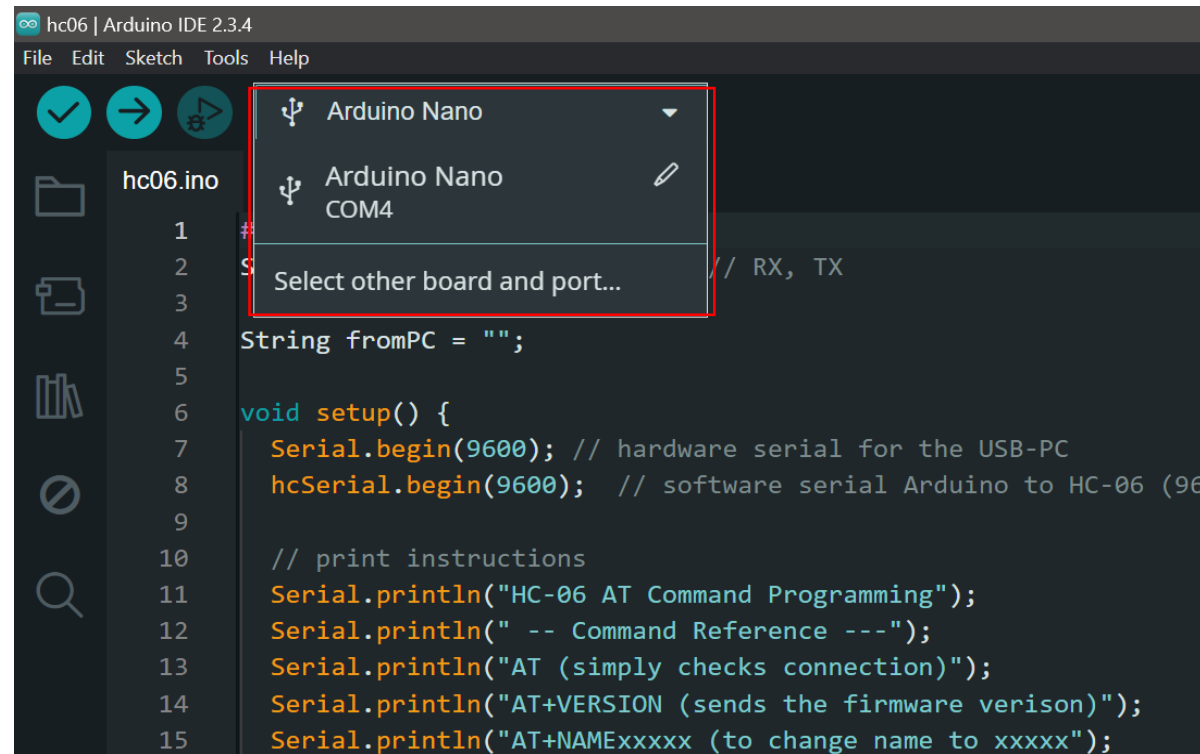 hc06 | Arduino IDE 2.3.4
File Edit Sketch Tools Help
Arduino Nano
Arduino Nano
COM4
Select other board and port...
hc06.ino
1 #
2 S // RX, TX
3
4 String fromPC = "";
5
6 void setup() {
7 Serial.begin(9600); // hardware serial for the USB-PC
8 hcSerial.begin(9600); // software serial Arduino to HC-06 (96
9
10 // print instructions
11 Serial.println("HC-06 AT Command Programming");
12 Serial.println(" -- Command Reference ---");
13 Serial.println("AT (simply checks connection)");
14 Serial.println("AT+VERSION (sends the firmware verison)");
15 Serial.println("AT+NAMExxxxx (to change name to xxxxx");